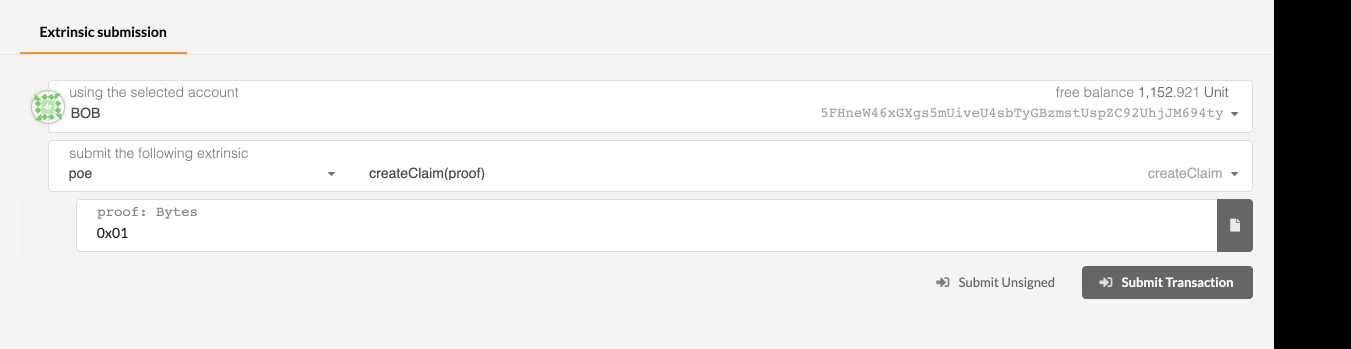 Extrinsic submission
using the selected account free balance 1,152.921 Unit
BOB 5FHneW46xGXgs5mUiveU4sbTyGBzmstUspZC92UhjJM694ty
submit the following extrinsic
poe createClaim(proof) createClaim
proof: Bytes
0x01
Submit Unsigned Submit Transaction